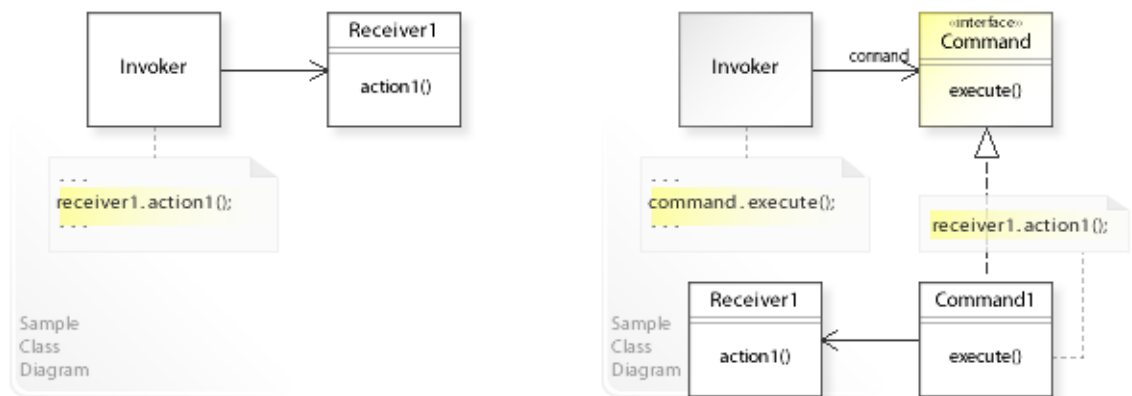 Invoker
Receiver1
action1()
- - -
receiver1.action1();
- - -
Sample
Class
Diagram
Invoker
command
«interface»
Command
execute()
- - -
command.execute();
- - -
receiver1.action1();
Receiver1
action1()
Command1
execute()
Sample
Class
Diagram